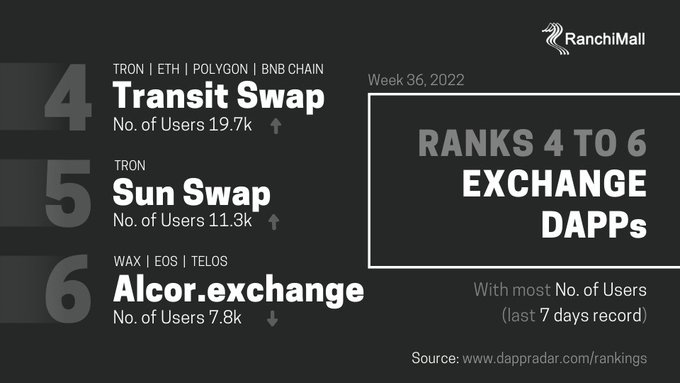 RanchiMall
4
TRON | ETH | POLYGON | BNB CHAIN
Transit Swap
No. of Users 19.7k
5
TRON
Sun Swap
No. of Users 11.3k
6
WAX | EOS | TELOS
Alcor.exchange
No. of Users 7.8k
Week 36, 2022
RANKS 4 TO 6
EXCHANGE
DAPPs
With most No. of Users
(last 7 days record)
Source: www.dappradar.com/rankings